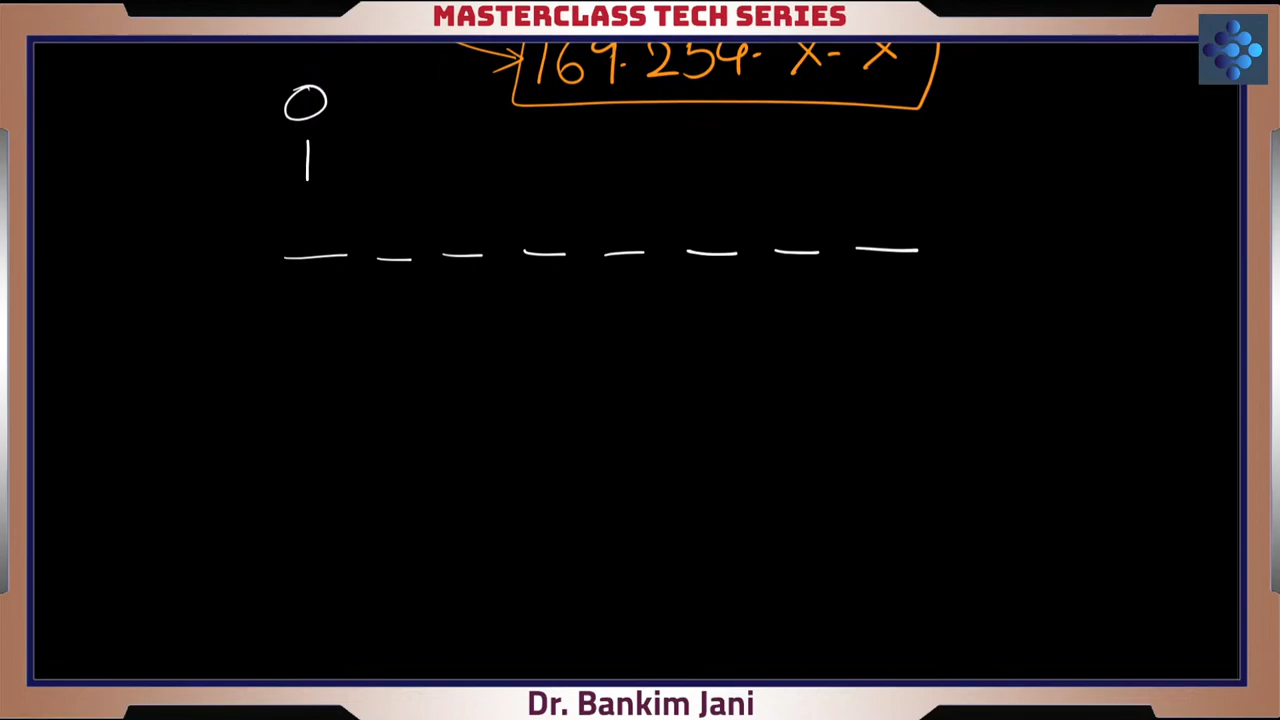 MASTERCLASS TECH SERIES
169.254.x.x
0
1
Dr. Bankim Jani